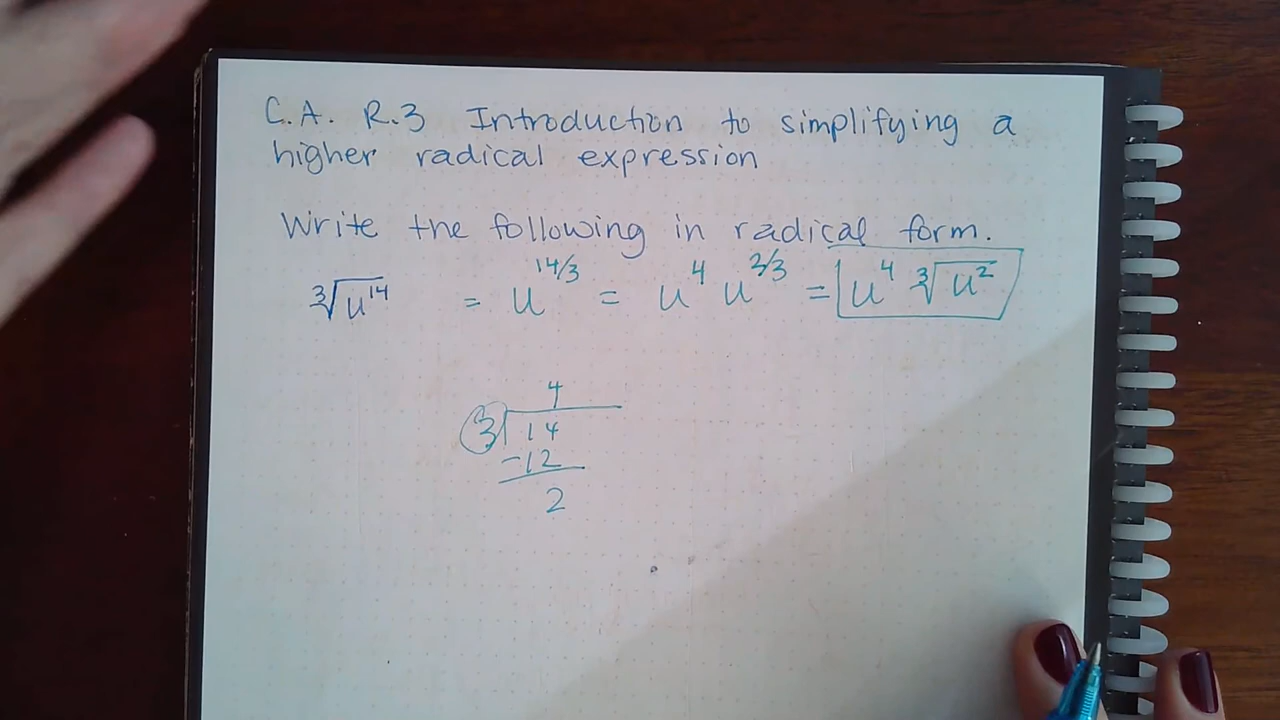 C.A. R.3 Introduction to simplifying a
higher radical expression
Write the following in radical form.
∛u¹⁴ = u^14/3 = u⁴ u^2/3 = u⁴ ∛u²
4
3 14
-12
2